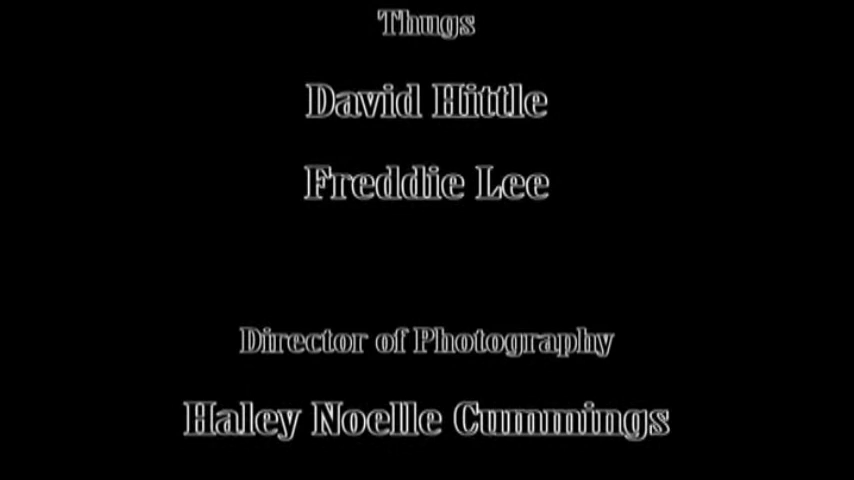 Thugs
David Hittle
Freddie Lee
Director of Photography
Haley Noelle Cummings